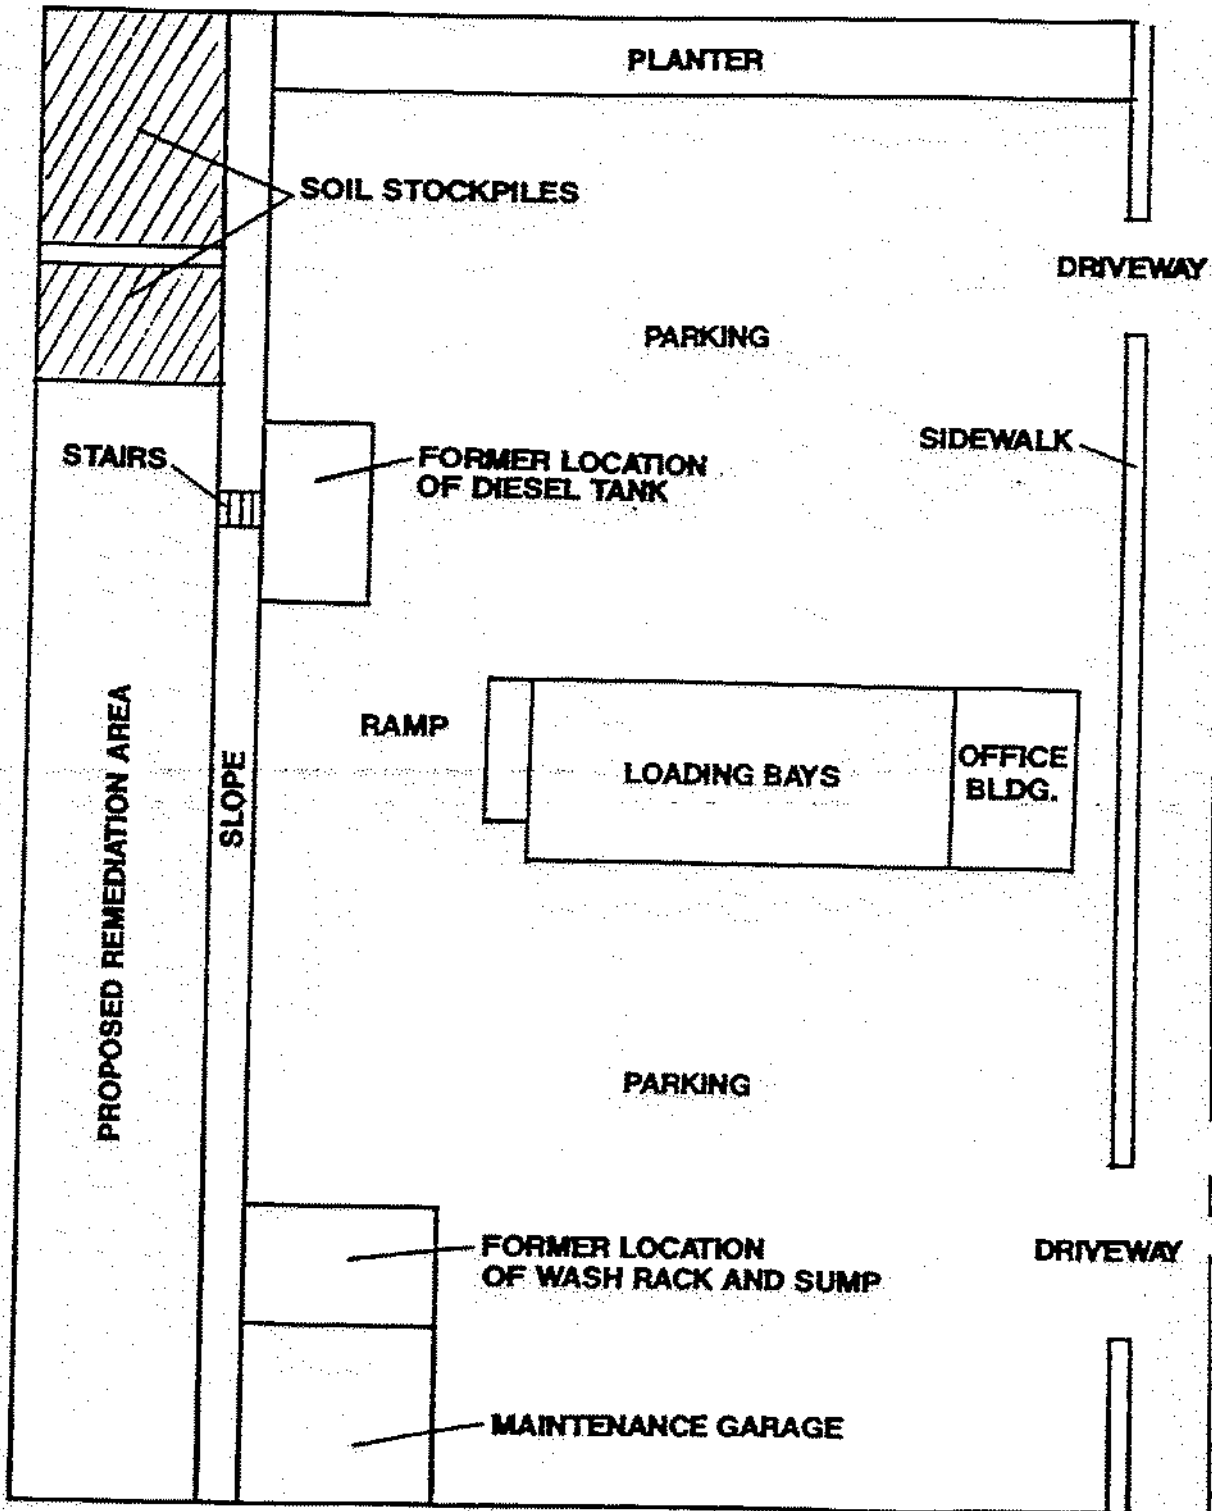 PLANTER
SOIL STOCKPILES
DRIVEWAY
PARKING
SIDEWALK
STAIRS
FORMER LOCATION
OF DIESEL TANK
RAMP
LOADING BAYS
OFFICE
BLDG.
SLOPE
PROPOSED REMEDIATION AREA
PARKING
FORMER LOCATION
OF WASH RACK AND SUMP
DRIVEWAY
MAINTENANCE GARAGE